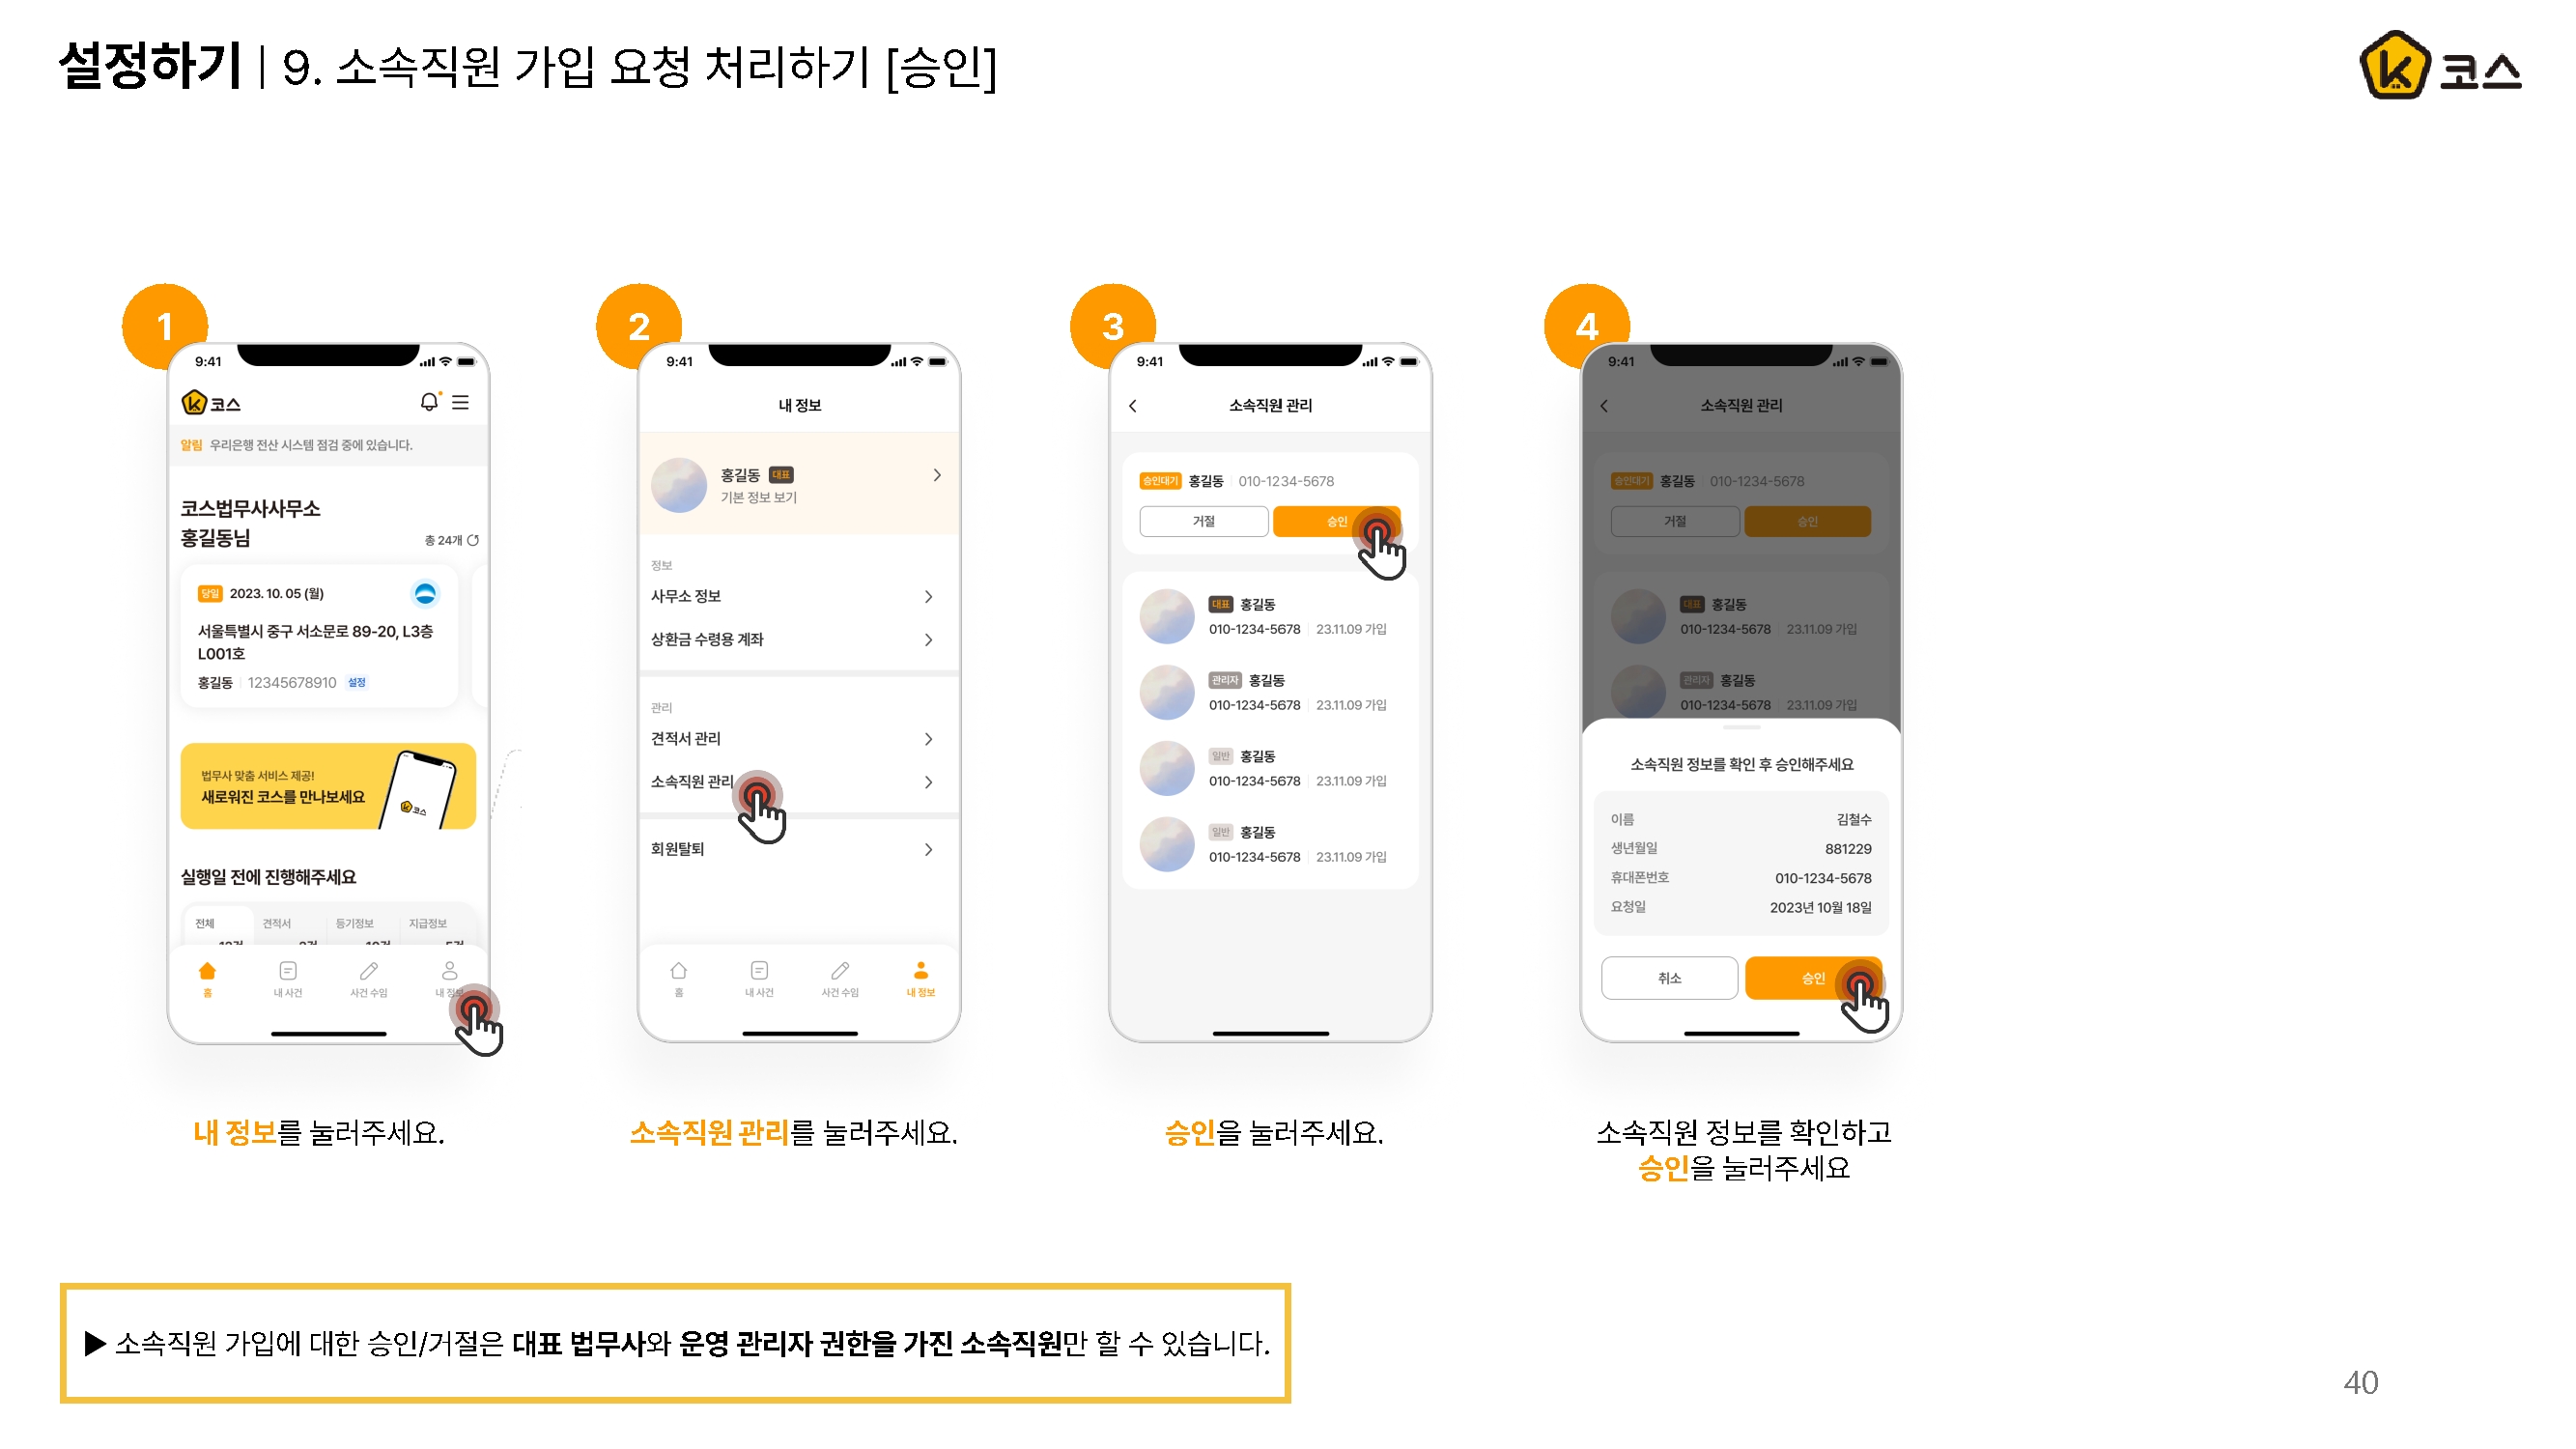 설정하기 | 9. 소속직원 가입 요청 처리하기 [승인]
코스
1
9:41
코스
알림 우리은행 전산 시스템 점검 중에 있습니다.
코스법무사사무소
홍길동님
총 24개
당일 2023. 10. 05 (월)
서울특별시 중구 서소문로 89-20, L3층
L001호
홍길동 12345678910 설정
법무사 맞춤 서비스 제공!
새로워진 코스를 만나보세요
코스
실행일 전에 진행해주세요
전체 견적서 등기정보 지급정보
홈 내 사건 사건 수임 내 정보
내 정보를 눌러주세요.
2
9:41
내 정보
홍길동 대표
기본 정보 보기
정보
사무소 정보
상환금 수령용 계좌
관리
견적서 관리
소속직원 관리
회원탈퇴
홈 내 사건 사건 수임 내 정보
소속직원 관리를 눌러주세요.
3
9:41
소속직원 관리
승인대기 홍길동 010-1234-5678
거절 승인
대표 홍길동
010-1234-5678 23.11.09 가입
관리자 홍길동
010-1234-5678 23.11.09 가입
일반 홍길동
010-1234-5678 23.11.09 가입
일반 홍길동
010-1234-5678 23.11.09 가입
승인을 눌러주세요.
4
9:41
소속직원 관리
승인대기 홍길동 010-1234-5678
거절 승인
대표 홍길동
010-1234-5678 23.11.09 가입
관리자 홍길동
010-1234-5678 23.11.09 가입
소속직원 정보를 확인 후 승인해주세요
이름 김철수
생년월일 881229
휴대폰번호 010-1234-5678
요청일 2023년 10월 18일
취소 승인
소속직원 정보를 확인하고
승인을 눌러주세요
▶ 소속직원 가입에 대한 승인/거절은 대표 법무사와 운영 관리자 권한을 가진 소속직원만 할 수 있습니다.
40